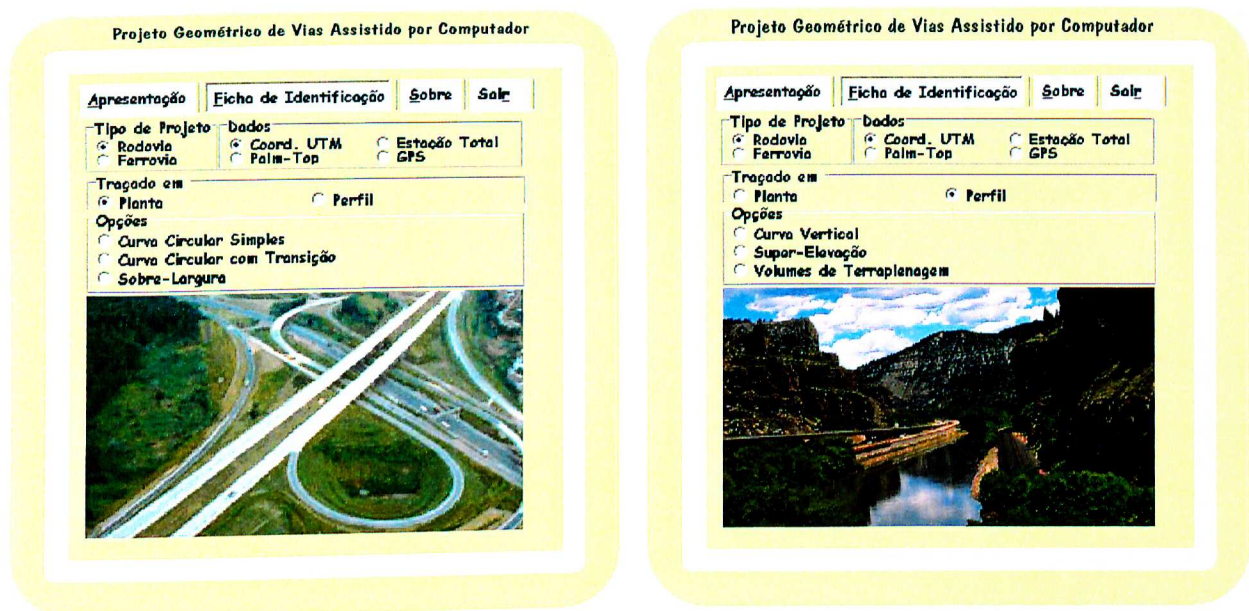 Projeto Geométrico de Vias Assistido por Computador
Apresentação Ficha de Identificação Sobre Sair
Tipo de Projeto Dados
Rodovia Coord. UTM Estação Total
Ferrovia Palm-Top GPS
Traçado em
Planta Perfil
Opções
Curva Circular Simples
Curva Circular com Transição
Sobre-Largura
Projeto Geométrico de Vias Assistido por Computador
Apresentação Ficha de Identificação Sobre Sair
Tipo de Projeto Dados
Rodovia Coord. UTM Estação Total
Ferrovia Palm-Top GPS
Traçado em
Planta Perfil
Opções
Curva Vertical
Super-Elevação
Volumes de Terraplenagem